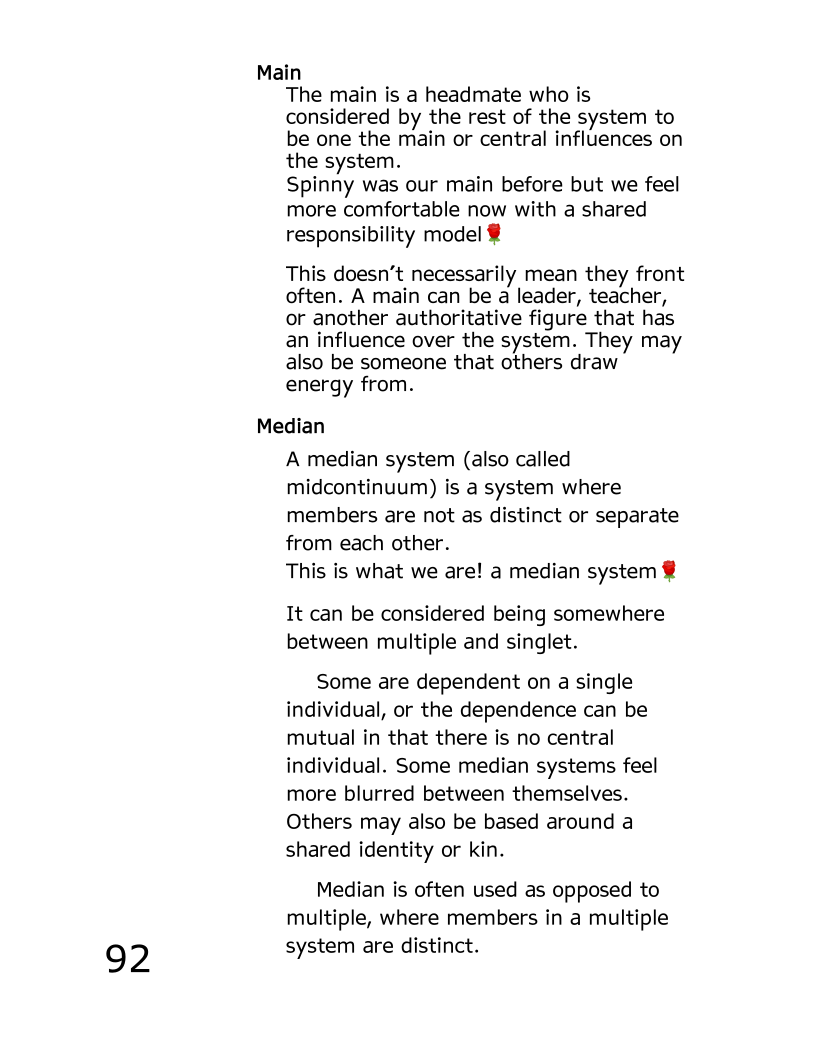 Main
The main is a headmate who is
considered by the rest of the system to
be one the main or central influences on
the system.
Spinny was our main before but we feel
more comfortable now with a shared
responsibility model🌹
This doesn’t necessarily mean they front
often. A main can be a leader, teacher,
or another authoritative figure that has
an influence over the system. They may
also be someone that others draw
energy from.
Median
A median system (also called
midcontinuum) is a system where
members are not as distinct or separate
from each other.
This is what we are! a median system🌹
It can be considered being somewhere
between multiple and singlet.
Some are dependent on a single
individual, or the dependence can be
mutual in that there is no central
individual. Some median systems feel
more blurred between themselves.
Others may also be based around a
shared identity or kin.
Median is often used as opposed to
multiple, where members in a multiple
system are distinct.
92